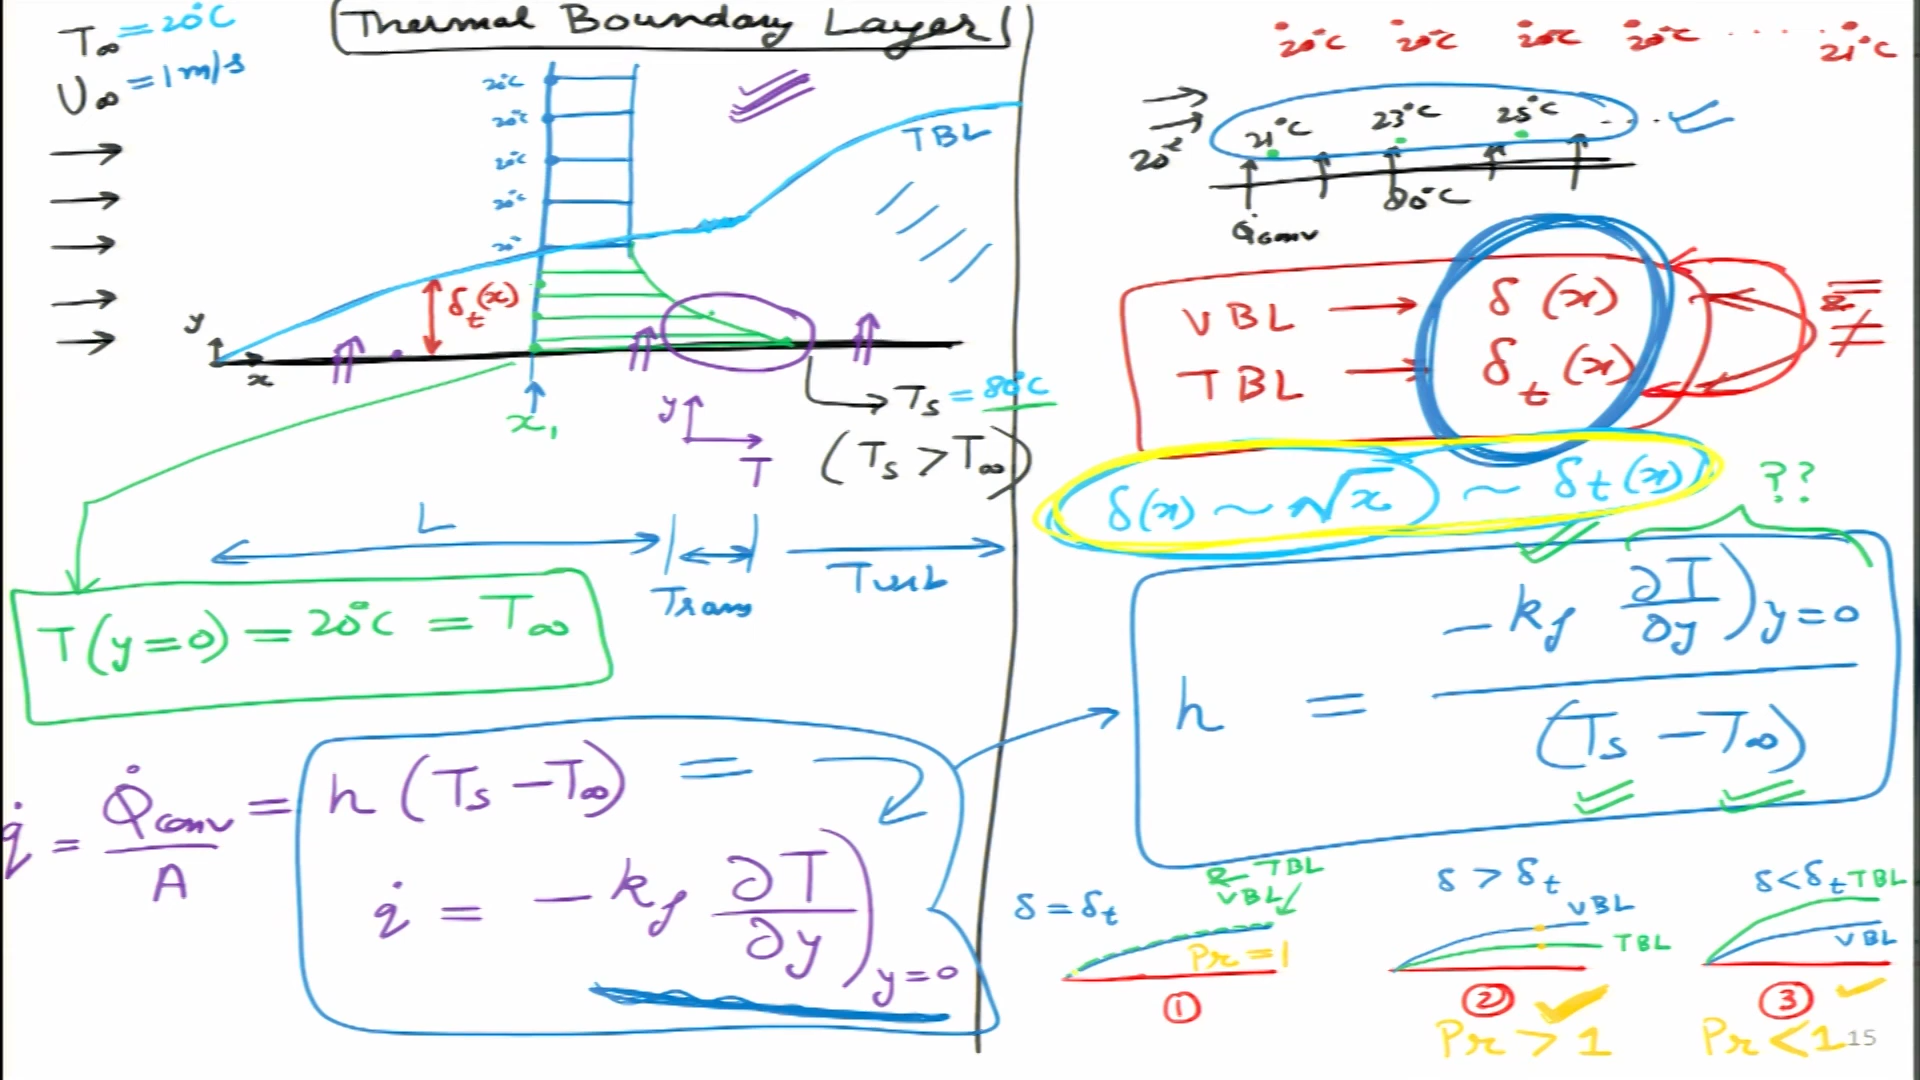 Thermal Boundary Layer
T∞ = 20°C
U∞ = 1 m/s
20°C
20°C
20°C
20°C
20°
TBL
δt(x)
y
x
x₁
y
T
Ts = 80°C
(Ts > T∞)
L
Trans
Turb
T(y=0) = 20°C = T∞
q̇ = Q̇conv / A = h (Ts − T∞) =
q̇ = − kf ∂T/∂y)y=0
20°C 20°C 20°C 20°C ..... 21°C
20°C
21°C 23°C 25°C ...
80°C
Q̇conv
VBL → δ (x)
TBL → δt (x)
≠
δ(x) ~ √x ~ δt(x)
??
h = − kf ∂T/∂y)y=0 / (Ts − T∞)
δ = δt
TBL
VBL
Pr = 1
①
δ > δt
VBL
TBL
②
Pr > 1
δ < δt
TBL
VBL
③
Pr < 1
15